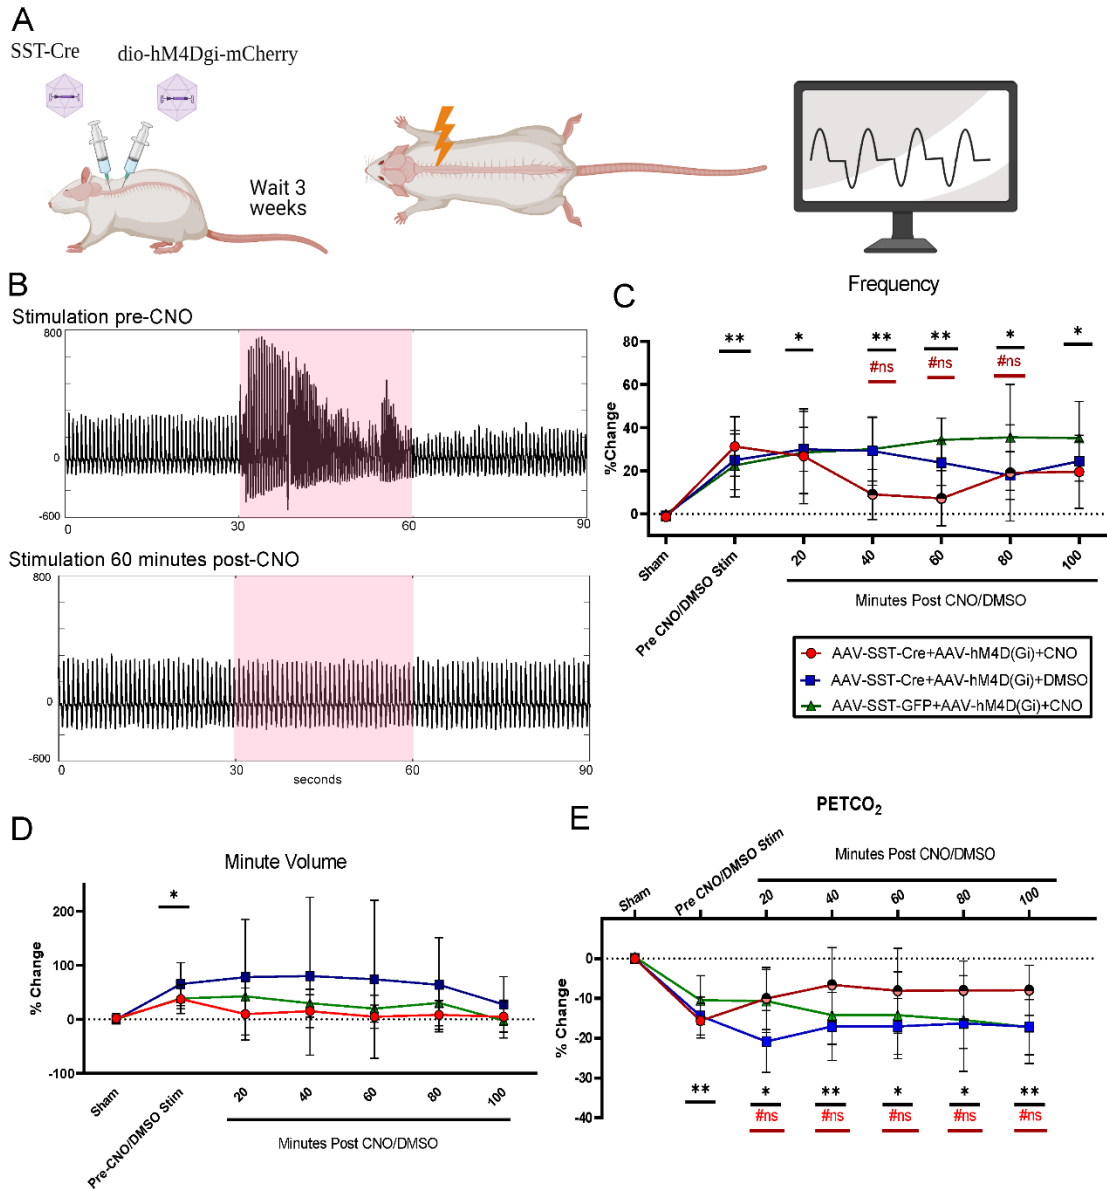 A
SST-Cre
dio-hM4Dgi-mCherry
Wait 3
weeks
B
Stimulation pre-CNO
800
0
-600
0
30
60
90
Stimulation 60 minutes post-CNO
800
0
-600
0
30
60
90
seconds
C
Frequency
** * ** ** * *
#ns #ns #ns
%Change
80
60
40
20
0
Sham
Pre CNO/DMSO Stim
20
40
60
80
100
Minutes Post CNO/DMSO
AAV-SST-Cre+AAV-hM4D(Gi)+CNO
AAV-SST-Cre+AAV-hM4D(Gi)+DMSO
AAV-SST-GFP+AAV-hM4D(Gi)+CNO
D
Minute Volume
*
% Change
200
100
0
-100
Sham
Pre-CNO/DMSO Stim
20
40
60
80
100
Minutes Post CNO/DMSO
E
PETCO₂
Minutes Post CNO/DMSO
Sham
Pre CNO/DMSO Stim
20
40
60
80
100
% Change
0
-10
-20
-30
-40
** * ** * * **
#ns #ns #ns #ns #ns